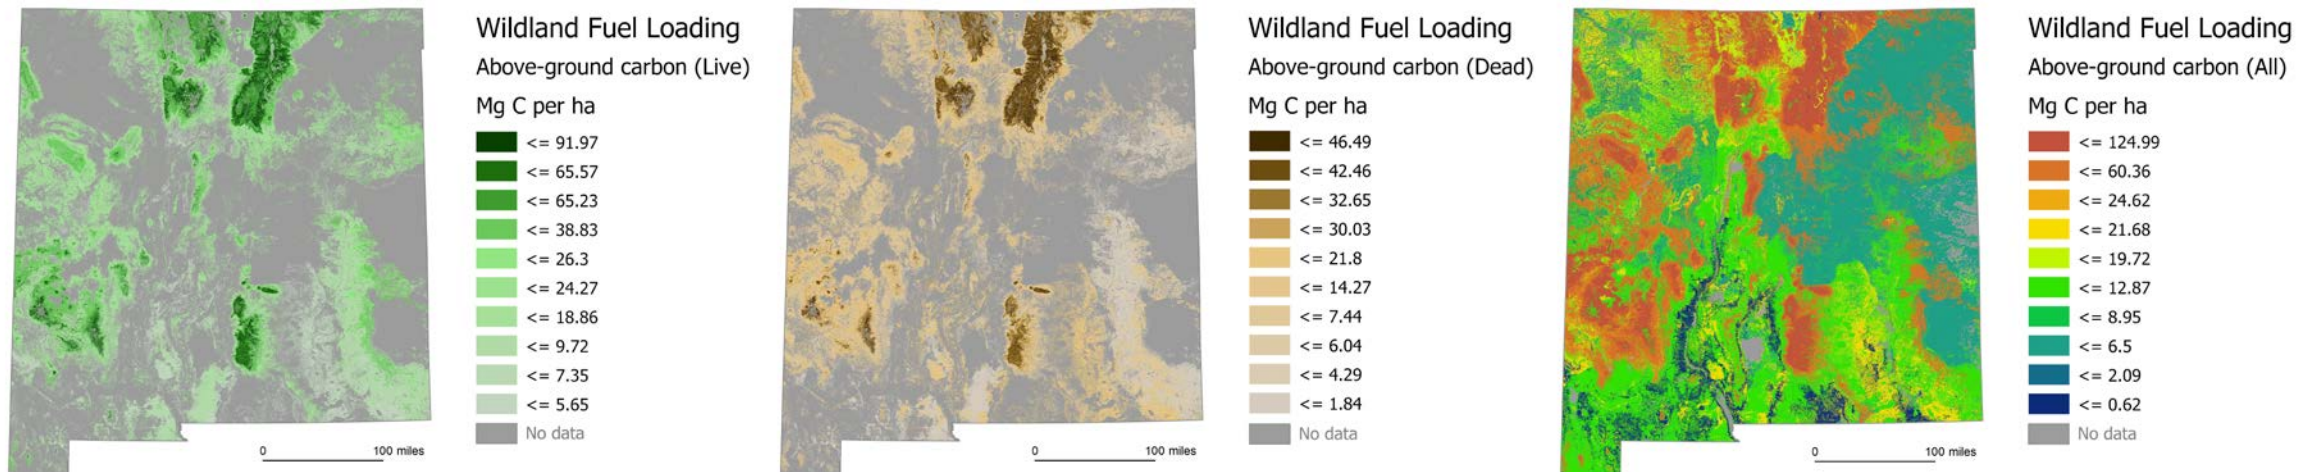 Wildland Fuel Loading
Above-ground carbon (Live)
Mg C per ha
<= 91.97
<= 65.57
<= 65.23
<= 38.83
<= 26.3
<= 24.27
<= 18.86
<= 9.72
<= 7.35
<= 5.65
No data
0 100 miles
Wildland Fuel Loading
Above-ground carbon (Dead)
Mg C per ha
<= 46.49
<= 42.46
<= 32.65
<= 30.03
<= 21.8
<= 14.27
<= 7.44
<= 6.04
<= 4.29
<= 1.84
No data
0 100 miles
Wildland Fuel Loading
Above-ground carbon (All)
Mg C per ha
<= 124.99
<= 60.36
<= 24.62
<= 21.68
<= 19.72
<= 12.87
<= 8.95
<= 6.5
<= 2.09
<= 0.62
No data
0 100 miles